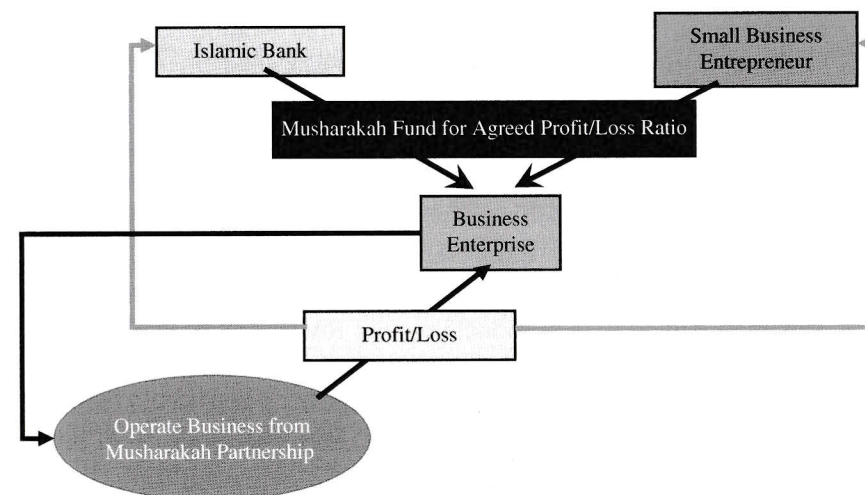 Islamic Bank
Small Business
Entrepreneur
Musharakah Fund for Agreed Profit/Loss Ratio
Business
Enterprise
Profit/Loss
Operate Business from
Musharakah Partnership